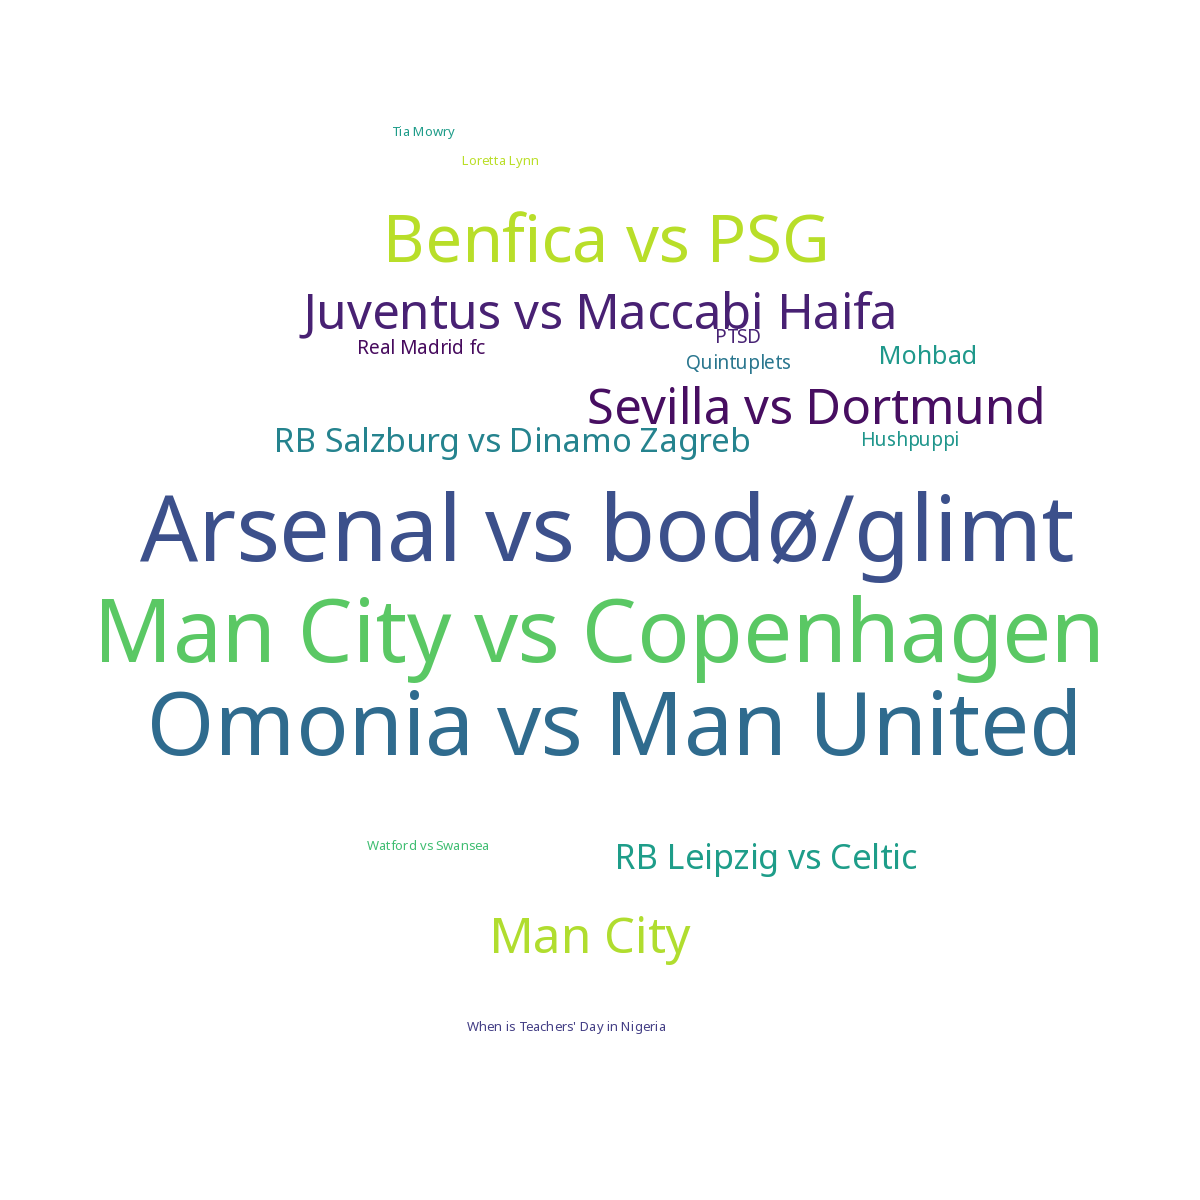 Tia Mowry
Loretta Lynn
Benfica vs PSG
Juventus vs Maccabi Haifa
PTSD
Real Madrid fc
Quintuplets
Mohbad
Sevilla vs Dortmund
RB Salzburg vs Dinamo Zagreb
Hushpuppi
Arsenal vs bodø/glimt
Man City vs Copenhagen
Omonia vs Man United
Watford vs Swansea
RB Leipzig vs Celtic
Man City
When is Teachers' Day in Nigeria